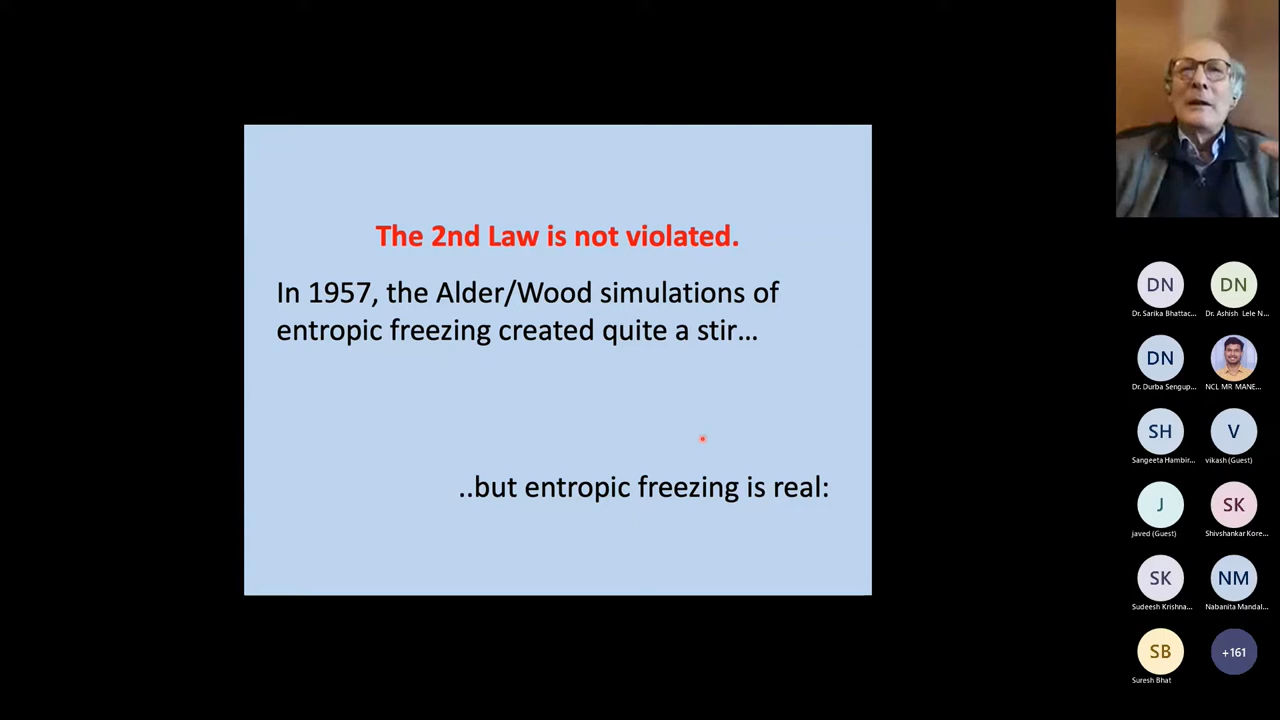 The 2nd Law is not violated.
In 1957, the Alder/Wood simulations of
entropic freezing created quite a stir...
..but entropic freezing is real:
DN
DN
Dr. Sarika Bhattac...
Dr. Ashish Lele N...
DN
Dr. Durba Sengup...
NCL MR MANE...
SH
V
Sangeeta Hambir...
vikash (Guest)
J
SK
javed (Guest)
Shivshankar Kore...
SK
NM
Sudeesh Krishna...
Nabanita Mandal...
SB
+161
Suresh Bhat